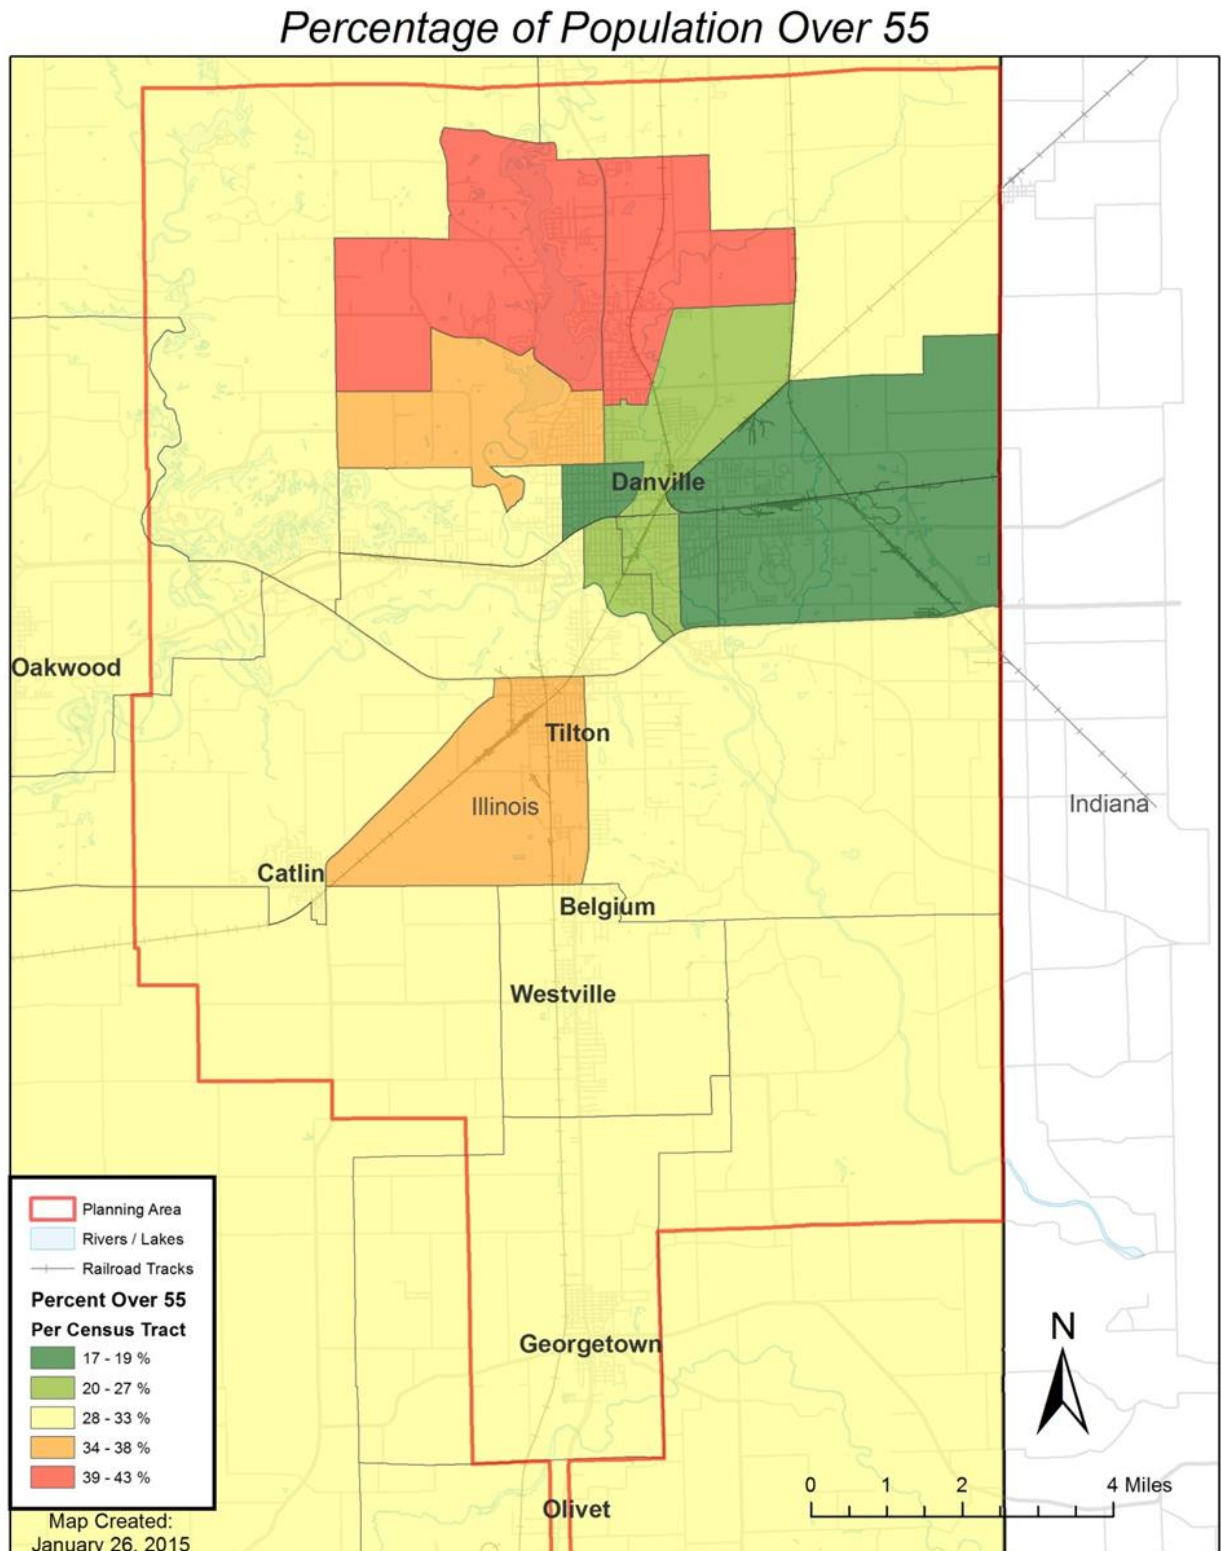 Percentage of Population Over 55
Danville
Oakwood
Tilton
Illinois
Indiana
Catlin
Belgium
Westville
Georgetown
Olivet
Planning Area
Rivers / Lakes
Railroad Tracks
Percent Over 55
Per Census Tract
17 - 19 %
20 - 27 %
28 - 33 %
34 - 38 %
39 - 43 %
Map Created:
January 26, 2015
N
0 1 2 4 Miles